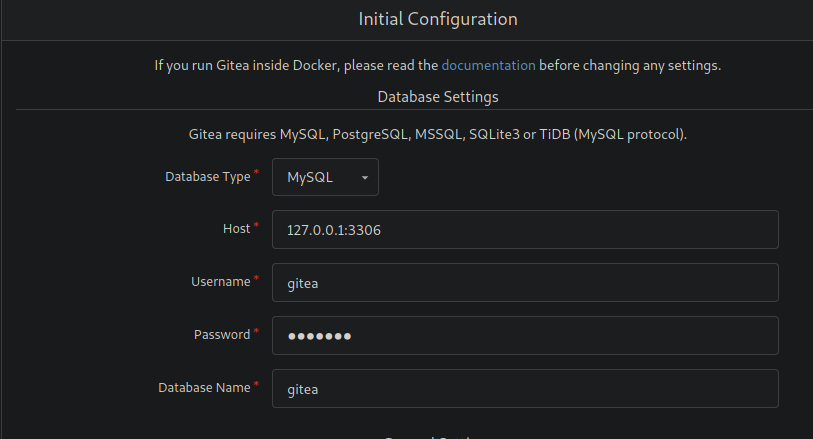 Initial Configuration
If you run Gitea inside Docker, please read the documentation before changing any settings.
Database Settings
Gitea requires MySQL, PostgreSQL, MSSQL, SQLite3 or TiDB (MySQL protocol).
Database Type *
MySQL
Host *
127.0.0.1:3306
Username *
gitea
Password *
●●●●●●●
Database Name *
gitea